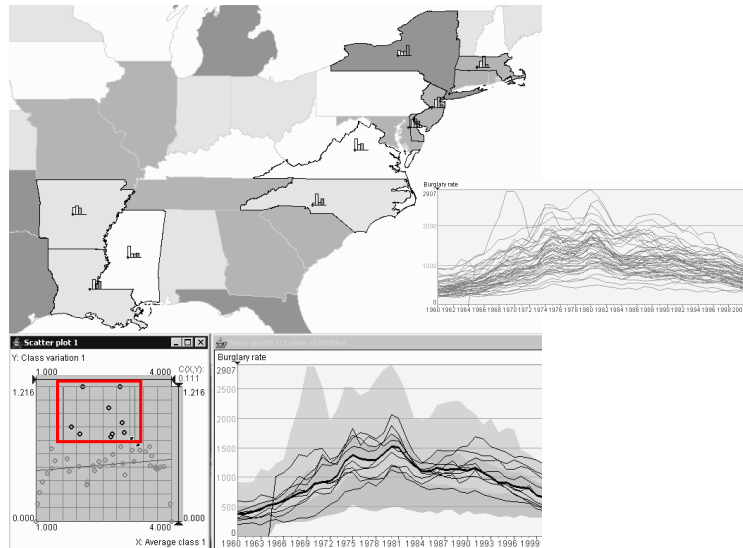 Burglary rate
2907
2000
1000
0
1960 1962 1964 1966 1968 1970 1972 1974 1976 1978 1980 1982 1984 1986 1988 1990 1992 1994 1996 1998 200
Scatter plot 1
Y: Class variation 1
1.000 4.000 C(X,Y):
0.111
1.216 1.216
0.000 0.000
1.000 4.000
X: Average class 1
Burglary rate
2907
2500
2000
1500
1000
500
0
1960 1963 1966 1969 1972 1975 1978 1981 1984 1987 1990 1993 1996 1999